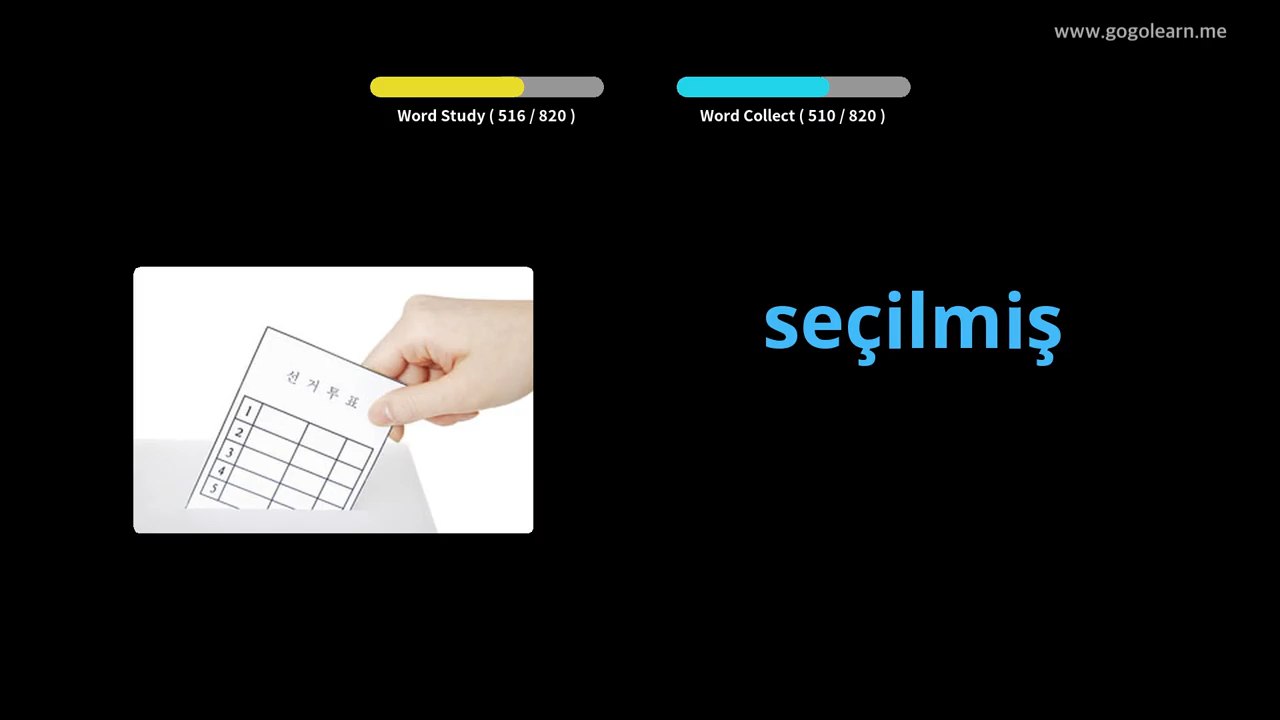 www.gogolearn.me
Word Study ( 516 / 820 )
Word Collect ( 510 / 820 )
seçilmiş
선 거 투 표
1
2
3
4
5